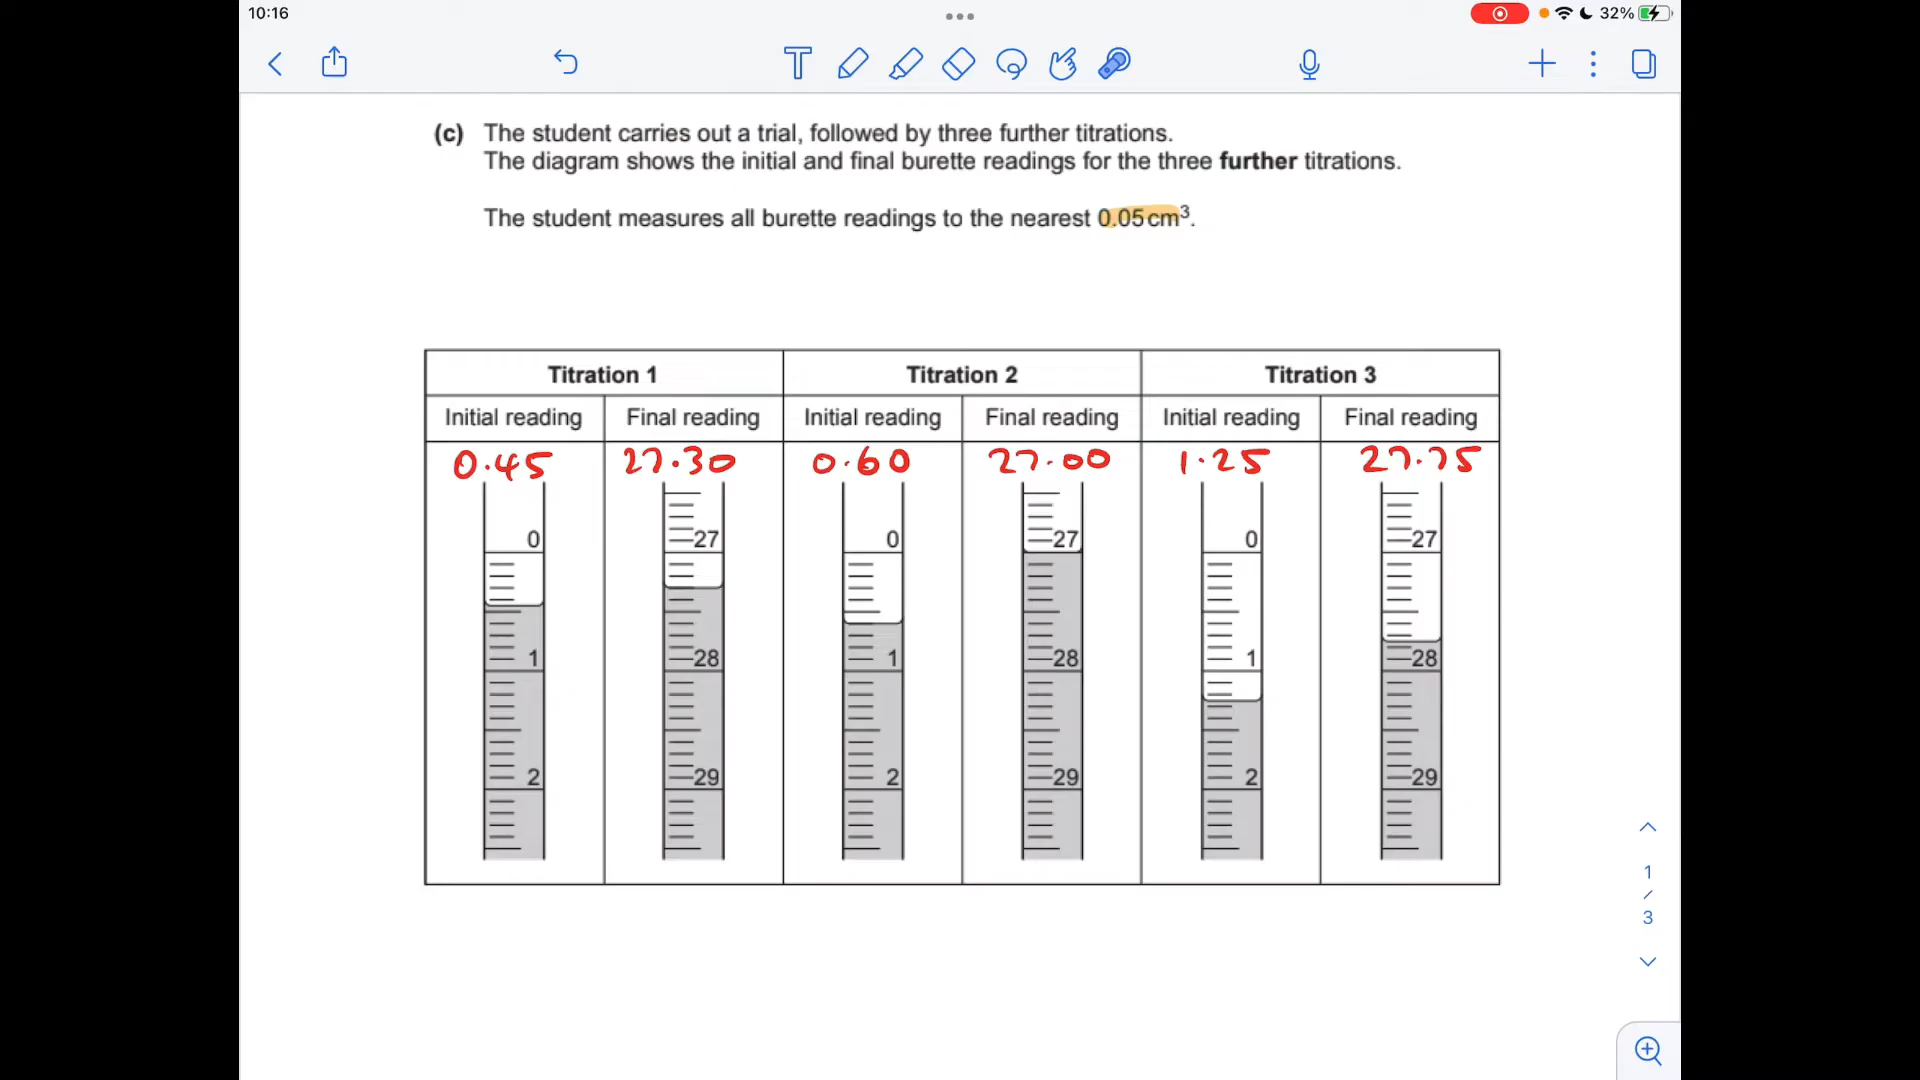 10:16
32%
T
(c) The student carries out a trial, followed by three further titrations.
The diagram shows the initial and final burette readings for the three further titrations.
The student measures all burette readings to the nearest 0.05 cm³.
Titration 1 Titration 2 Titration 3
Initial reading Final reading Initial reading Final reading Initial reading Final reading
0.45 27.30 0.60 27.00 1.25 27.75
0 27 0 27 0 27
1 28 1 28 1 28
2 29 2 29 2 29
1
/
3